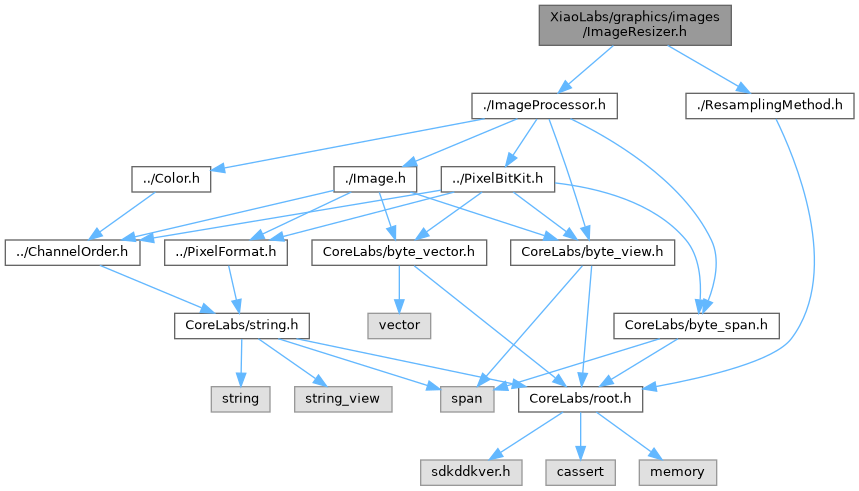 XiaoLabs/graphics/images
/ImageResizer.h
./ImageProcessor.h
./ResamplingMethod.h
../Color.h
./Image.h
../PixelBitKit.h
../ChannelOrder.h
../PixelFormat.h
CoreLabs/byte_vector.h
CoreLabs/byte_view.h
vector
CoreLabs/string.h
CoreLabs/byte_span.h
string
string_view
span
CoreLabs/root.h
sdkddkver.h
cassert
memory